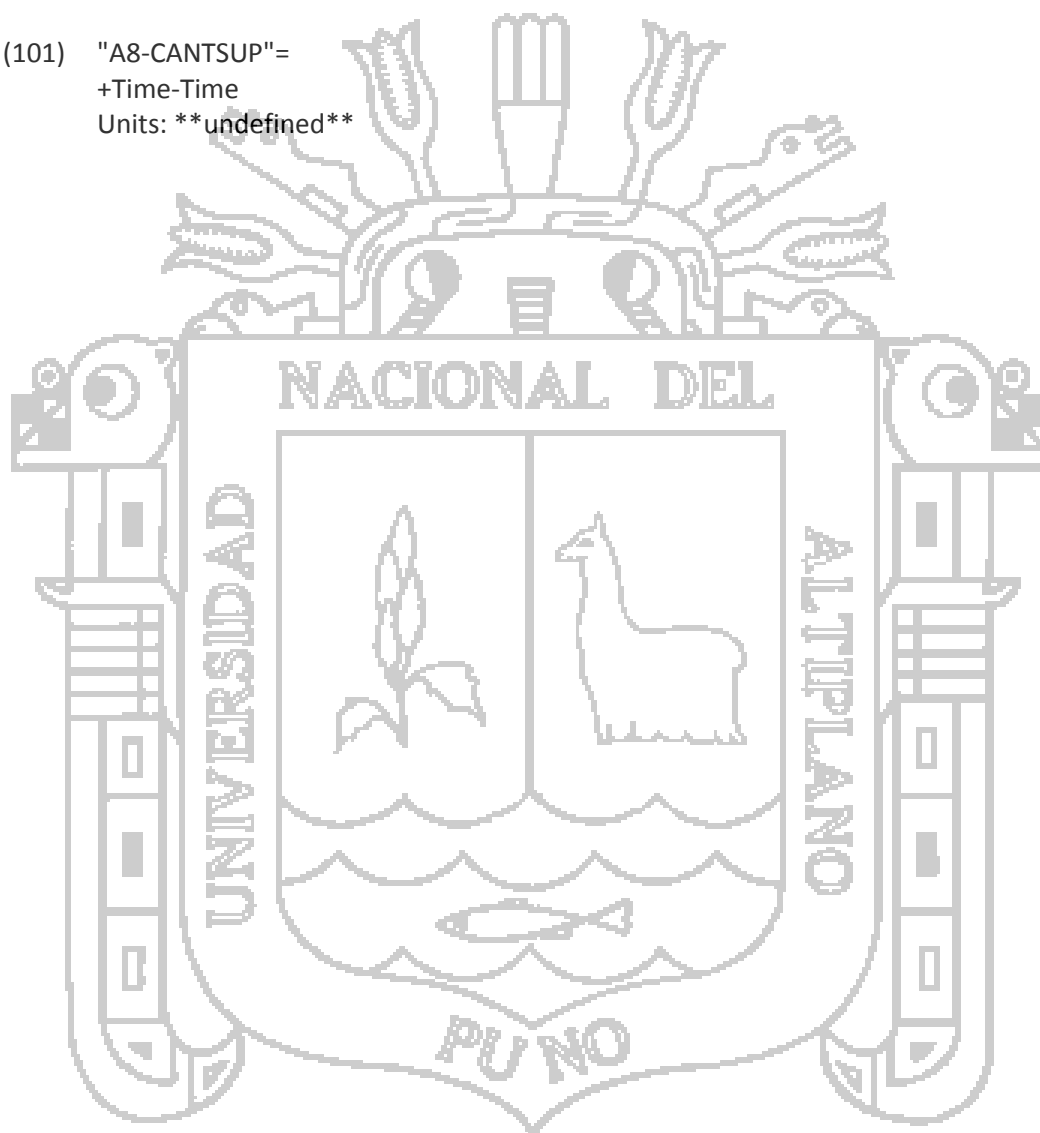 (101) "A8-CANTSUP"=
+Time-Time
Units: **undefined**
NACIONAL DEL
UNIVERSIDAD
ALTIPLANO
PUNO